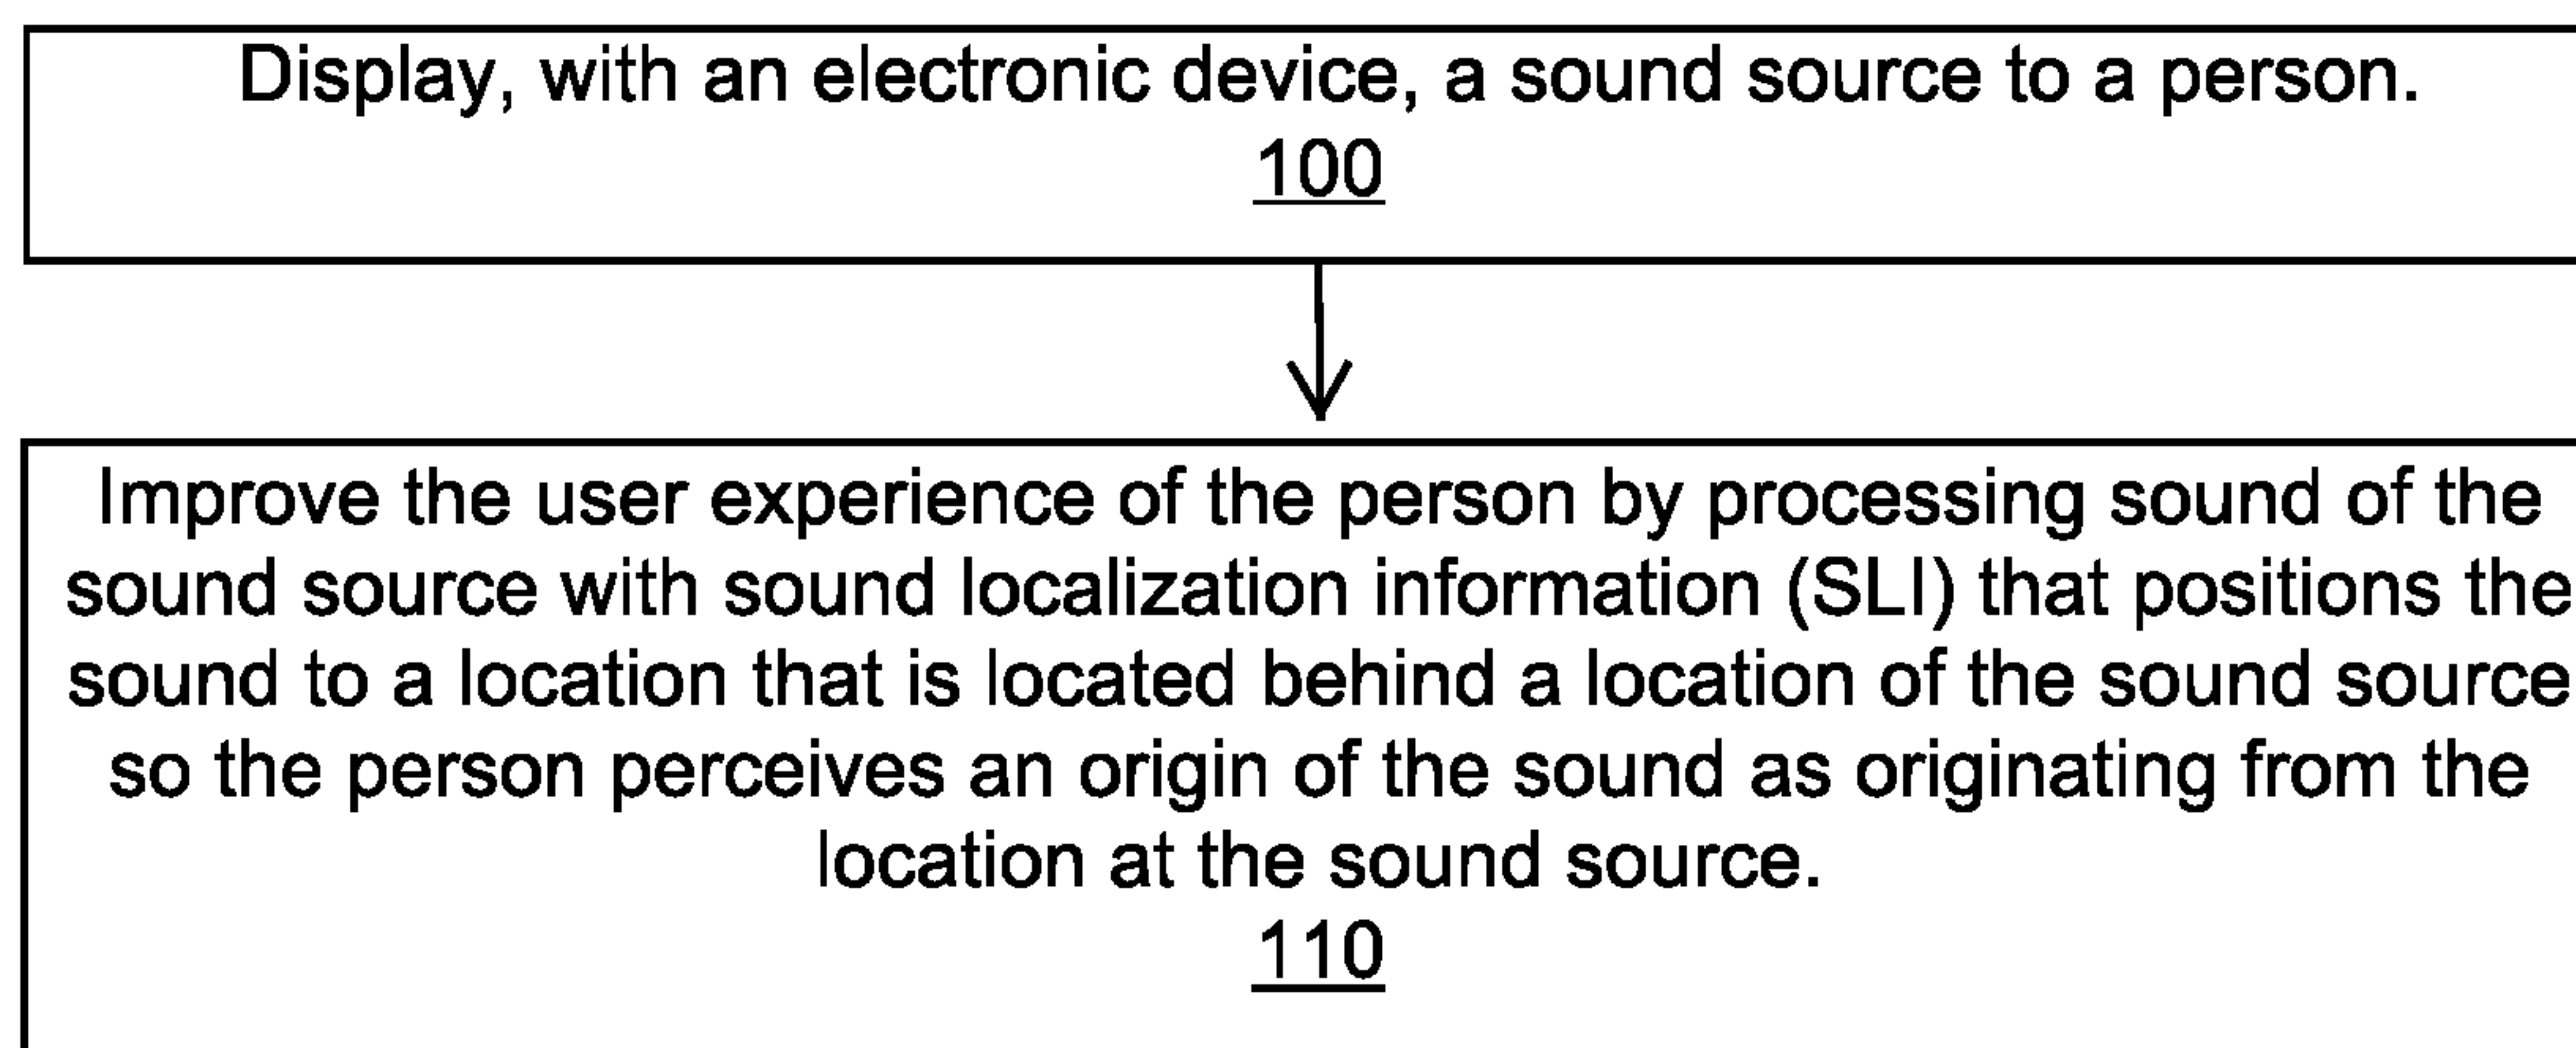 Display, with an electronic device, a sound source to a person.
100
Improve the user experience of the person by processing sound of the
sound source with sound localization information (SLI) that positions the
sound to a location that is located behind a location of the sound source
so the person perceives an origin of the sound as originating from the
location at the sound source.
110